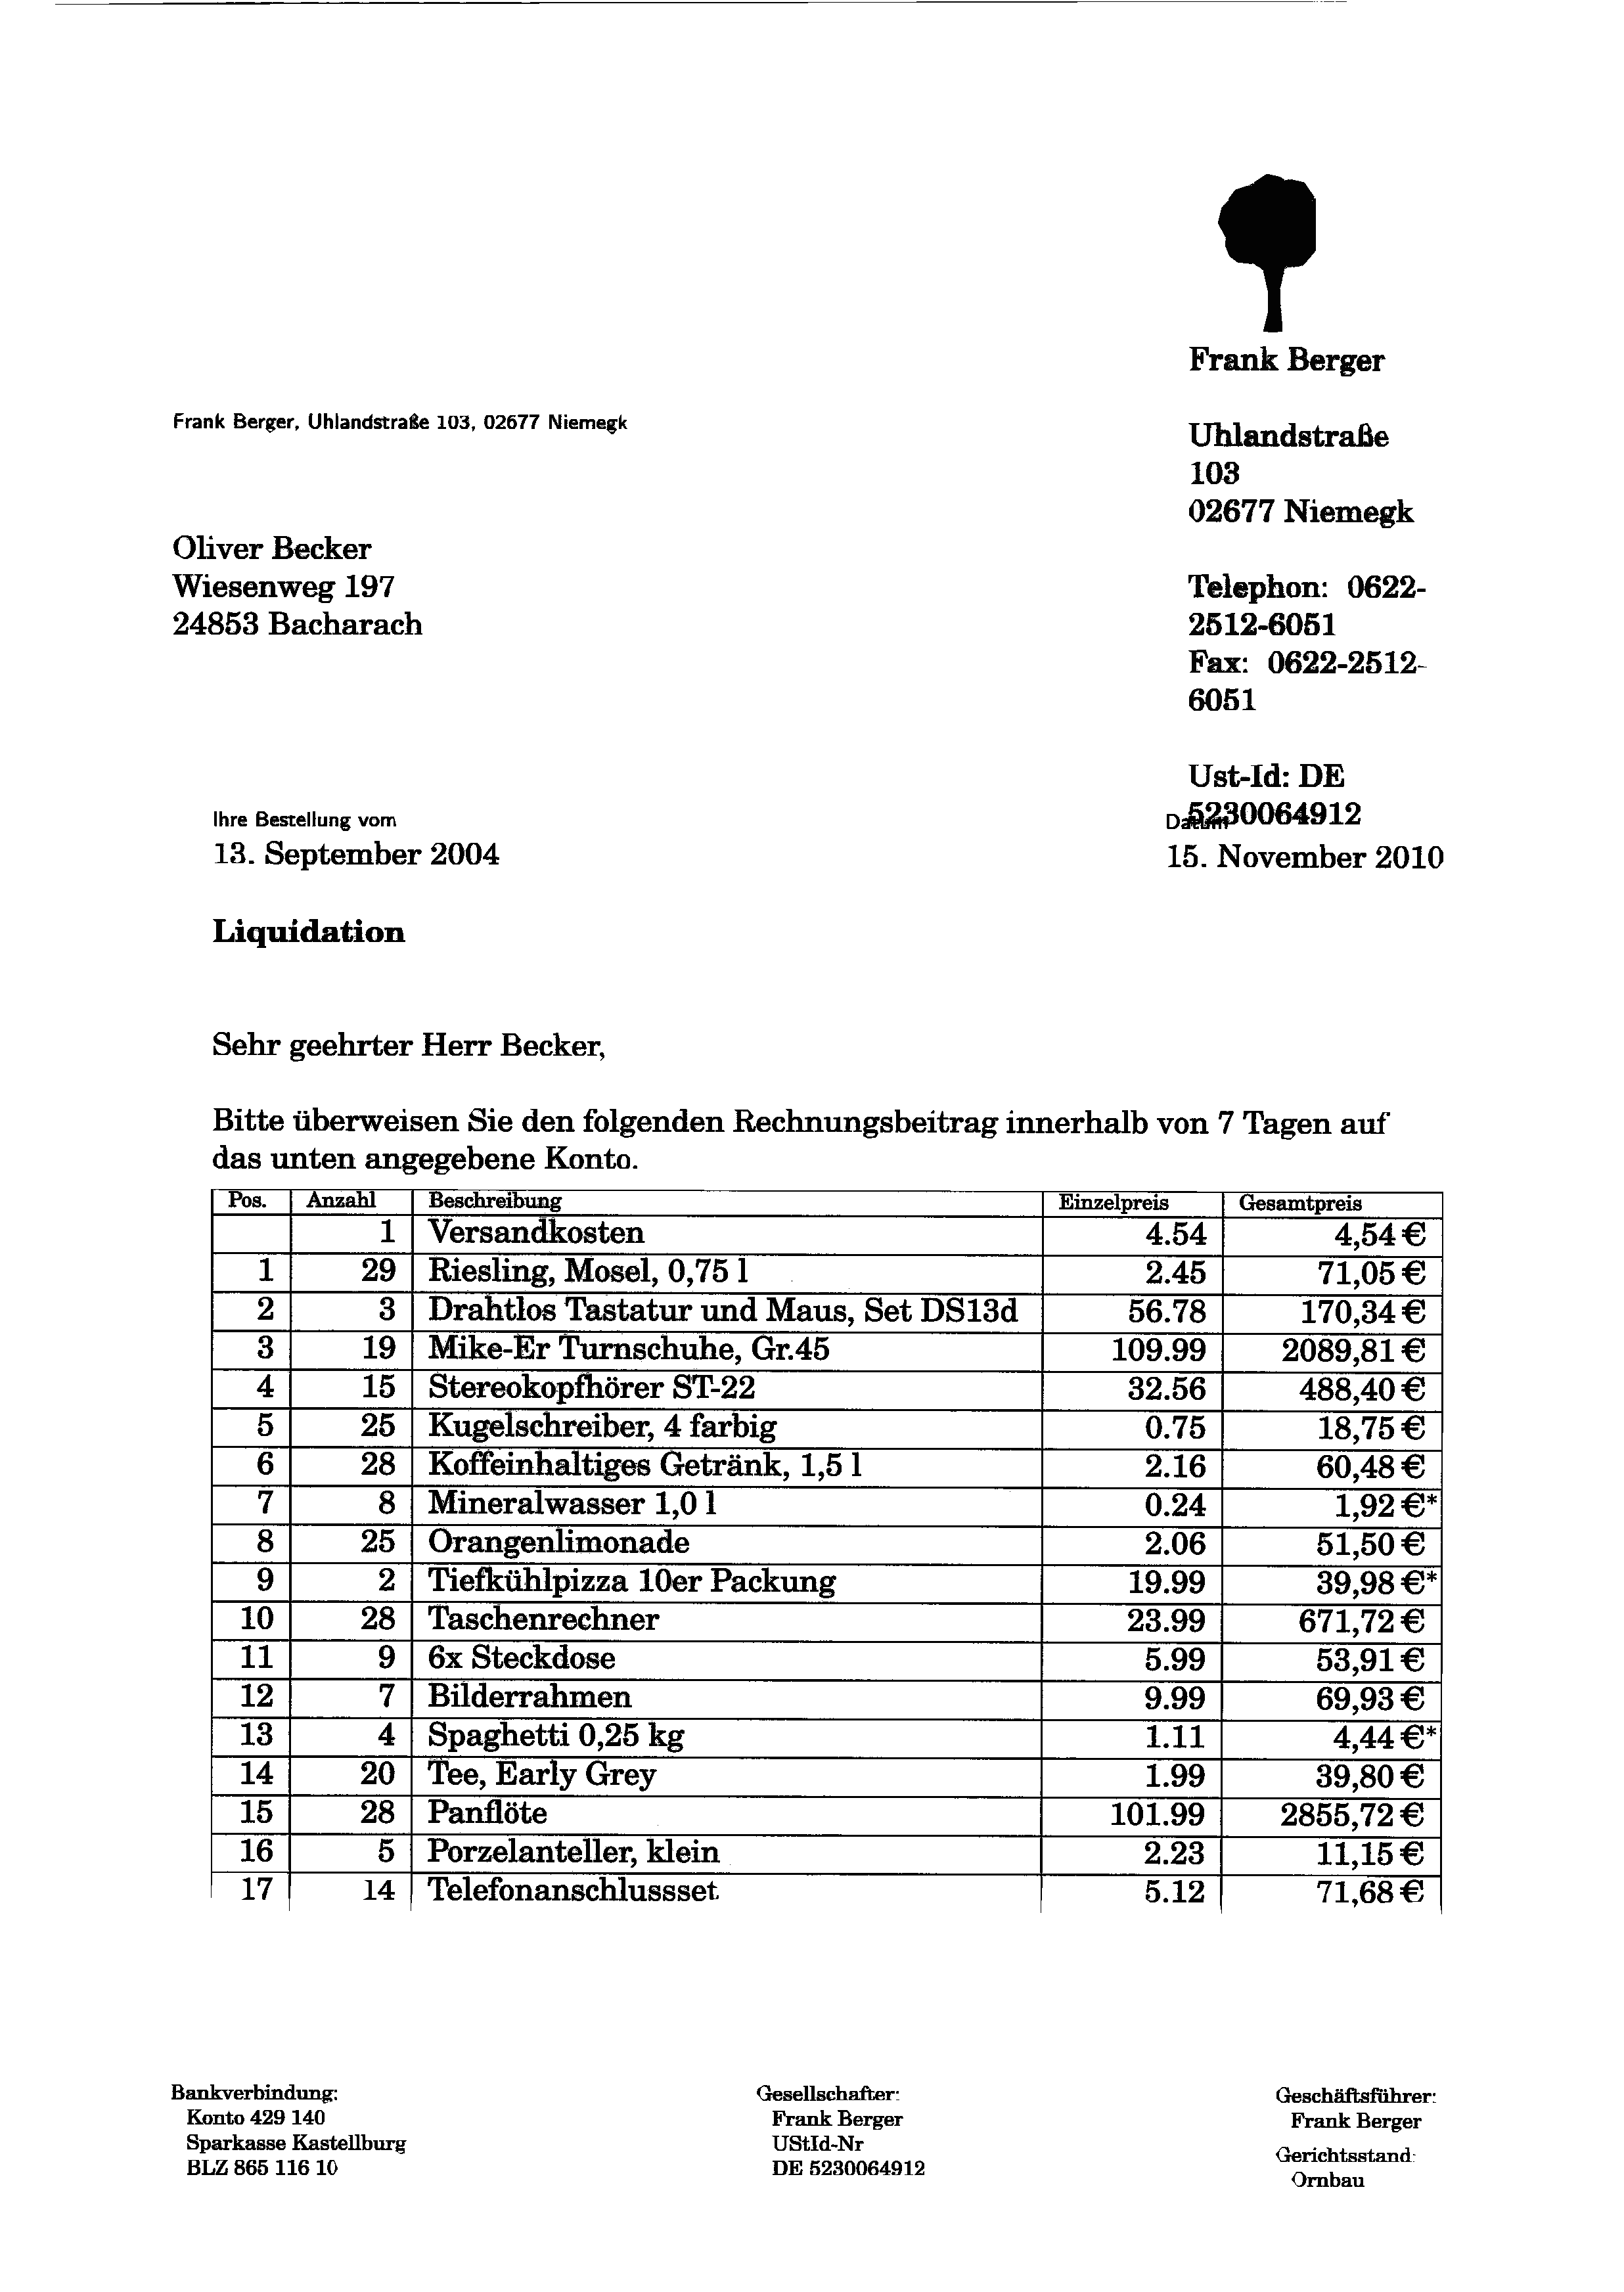 Frank Berger
Frank Berger, Uhlandstraße 103, 02677 Niemegk
Uhlandstraße
103
02677 Niemegk
Oliver Becker
Wiesenweg 197
24853 Bacharach
Telephon: 0622-
2512-6051
Fax: 0622-2512-
6051
Ust-Id: DE
5230064912
Ihre Bestellung vom
13. September 2004
Datum
15. November 2010
Liquidation
Sehr geehrter Herr Becker,
Bitte überweisen Sie den folgenden Rechnungsbeitrag innerhalb von 7 Tagen auf
das unten angegebene Konto.
Pos. Anzahl Beschreibung Einzelpreis Gesamtpreis
1 Versandkosten 4.54 4,54 €
1 29 Riesling, Mosel, 0,75 l 2.45 71,05 €
2 3 Drahtlos Tastatur und Maus, Set DS13d 56.78 170,34 €
3 19 Mike-Er Turnschuhe, Gr.45 109.99 2089,81 €
4 15 Stereokopfhörer ST-22 32.56 488,40 €
5 25 Kugelschreiber, 4 farbig 0.75 18,75 €
6 28 Koffeinhaltiges Getränk, 1,5 l 2.16 60,48 €
7 8 Mineralwasser 1,0 l 0.24 1,92 €*
8 25 Orangenlimonade 2.06 51,50 €
9 2 Tiefkühlpizza 10er Packung 19.99 39,98 €*
10 28 Taschenrechner 23.99 671,72 €
11 9 6x Steckdose 5.99 53,91 €
12 7 Bilderrahmen 9.99 69,93 €
13 4 Spaghetti 0,25 kg 1.11 4,44 €*
14 20 Tee, Early Grey 1.99 39,80 €
15 28 Panflöte 101.99 2855,72 €
16 5 Porzelanteller, klein 2.23 11,15 €
17 14 Telefonanschlussset 5.12 71,68 €
Bankverbindung:
Konto 429 140
Sparkasse Kastellburg
BLZ 865 116 10
Gesellschafter:
Frank Berger
UStId-Nr
DE 5230064912
Geschäftsführer:
Frank Berger
Gerichtsstand:
Ornbau